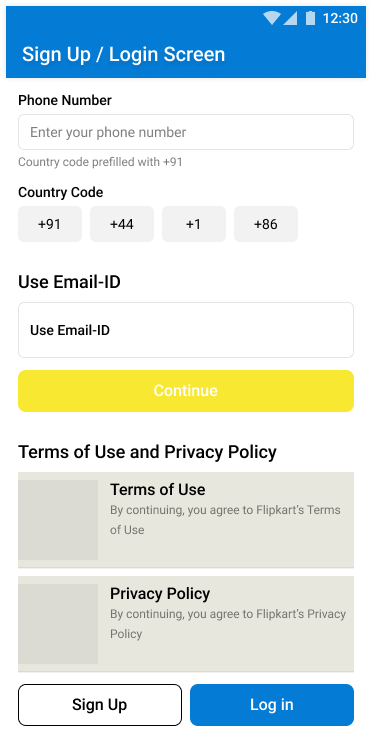 12:30
Sign Up / Login Screen
Phone Number
Enter your phone number
Country code prefilled with +91
Country Code
+91 +44 +1 +86
Use Email-ID
Use Email-ID
Continue
Terms of Use and Privacy Policy
Terms of Use
By continuing, you agree to Flipkart's Terms
of Use
Privacy Policy
By continuing, you agree to Flipkart's Privacy
Policy
Sign Up Log in